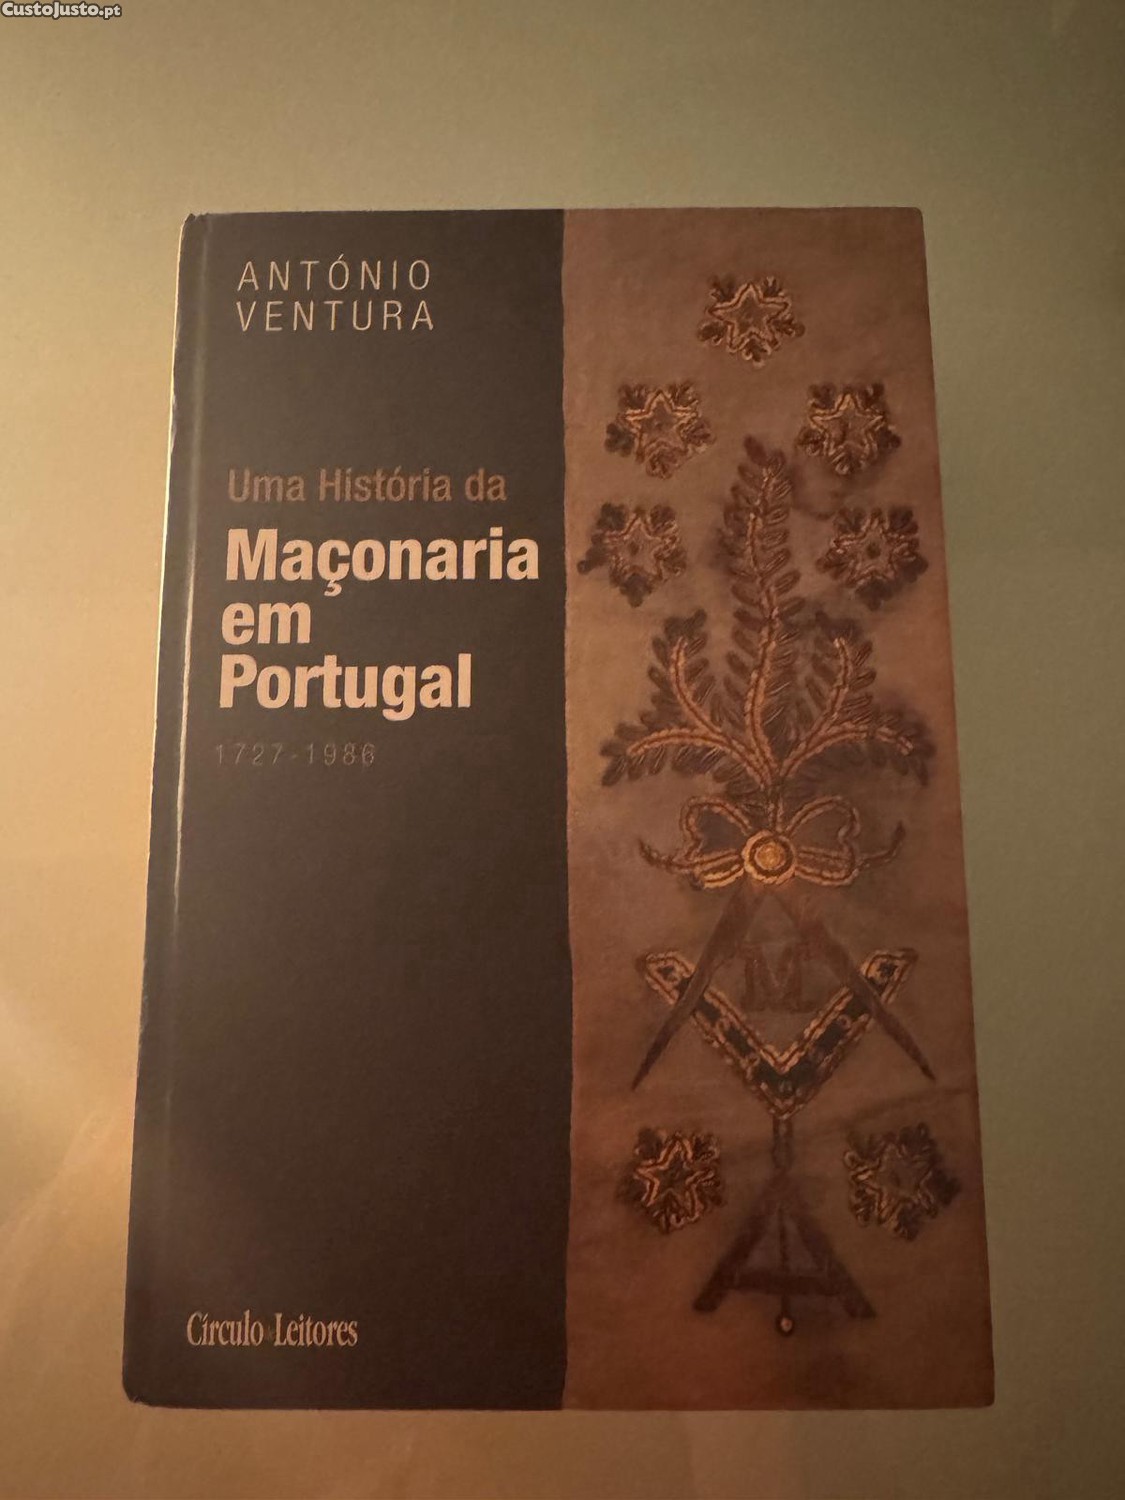 CustoJusto.pt
ANTÓNIO
VENTURA
Uma História da
Maçonaria
em
Portugal
1727-1986
M
Círculo Leitores